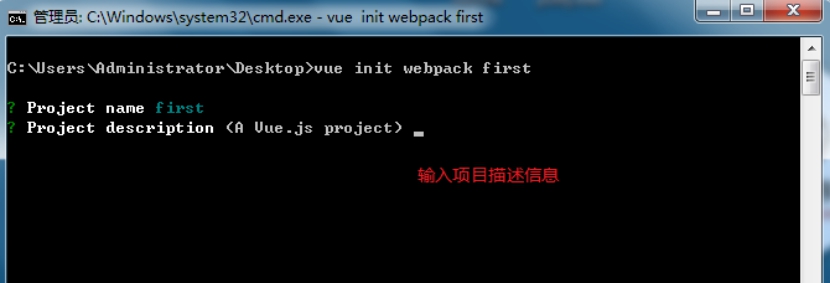 管理员: C:\Windows\system32\cmd.exe - vue  init webpack first
C:\Users\Administrator\Desktop>vue init webpack first
? Project name first
? Project description (A Vue.js project)
输入项目描述信息